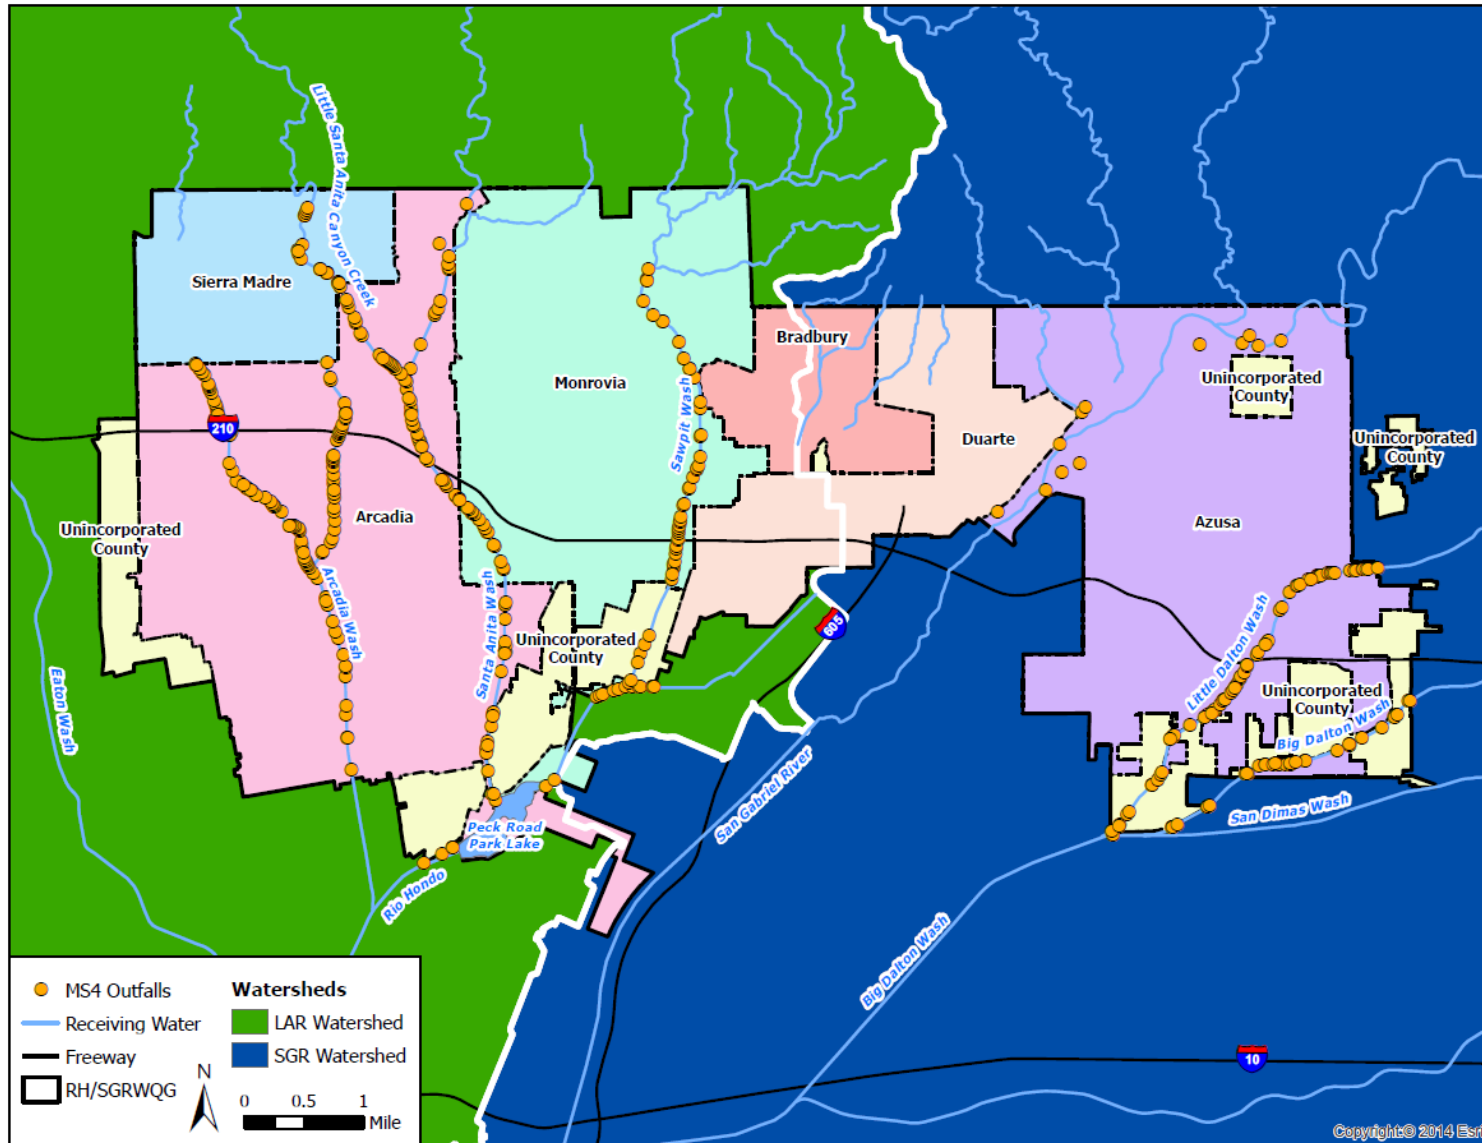 Little Santa Anita Canyon Creek
Sierra Madre
Bradbury
Monrovia
Unincorporated
County
Sawpit Wash
210
Duarte
Unincorporated
County
Unincorporated
County
Arcadia
Azusa
Arcadia Wash
Santa Anita Wash
Unincorporated
County
605
Little Dalton Wash
Eaton Wash
Unincorporated
County
Big Dalton Wash
San Gabriel River
San Dimas Wash
Peck Road
Park Lake
Rio Hondo
Big Dalton Wash
MS4 Outfalls
Receiving Water
Freeway
RH/SGRWQG
Watersheds
LAR Watershed
SGR Watershed
N
0 0.5 1
Mile
10
Copyright:© 2014 Esri